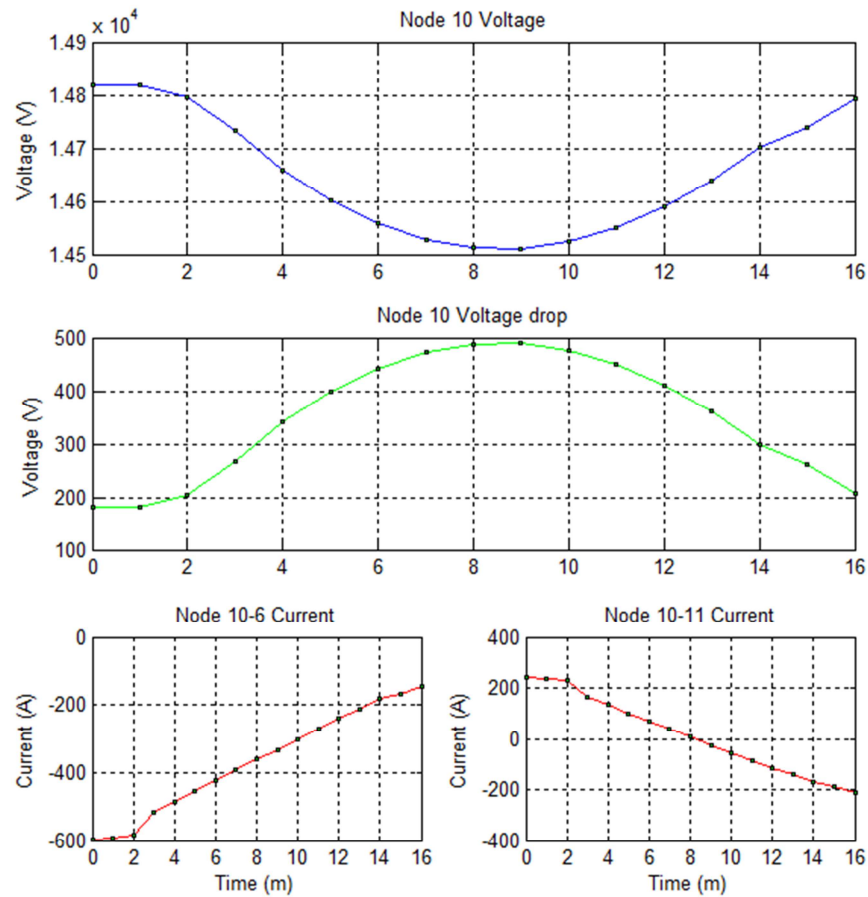 Node 10 Voltage
x 10^4
1.49
1.48
1.47
1.46
1.45
Voltage (V)
0 2 4 6 8 10 12 14 16
Node 10 Voltage drop
500
400
300
200
100
Voltage (V)
0 2 4 6 8 10 12 14 16
Node 10-6 Current
0
-200
-400
-600
Current (A)
0 2 4 6 8 10 12 14 16
Time (m)
Node 10-11 Current
400
200
0
-200
-400
Current (A)
0 2 4 6 8 10 12 14 16
Time (m)